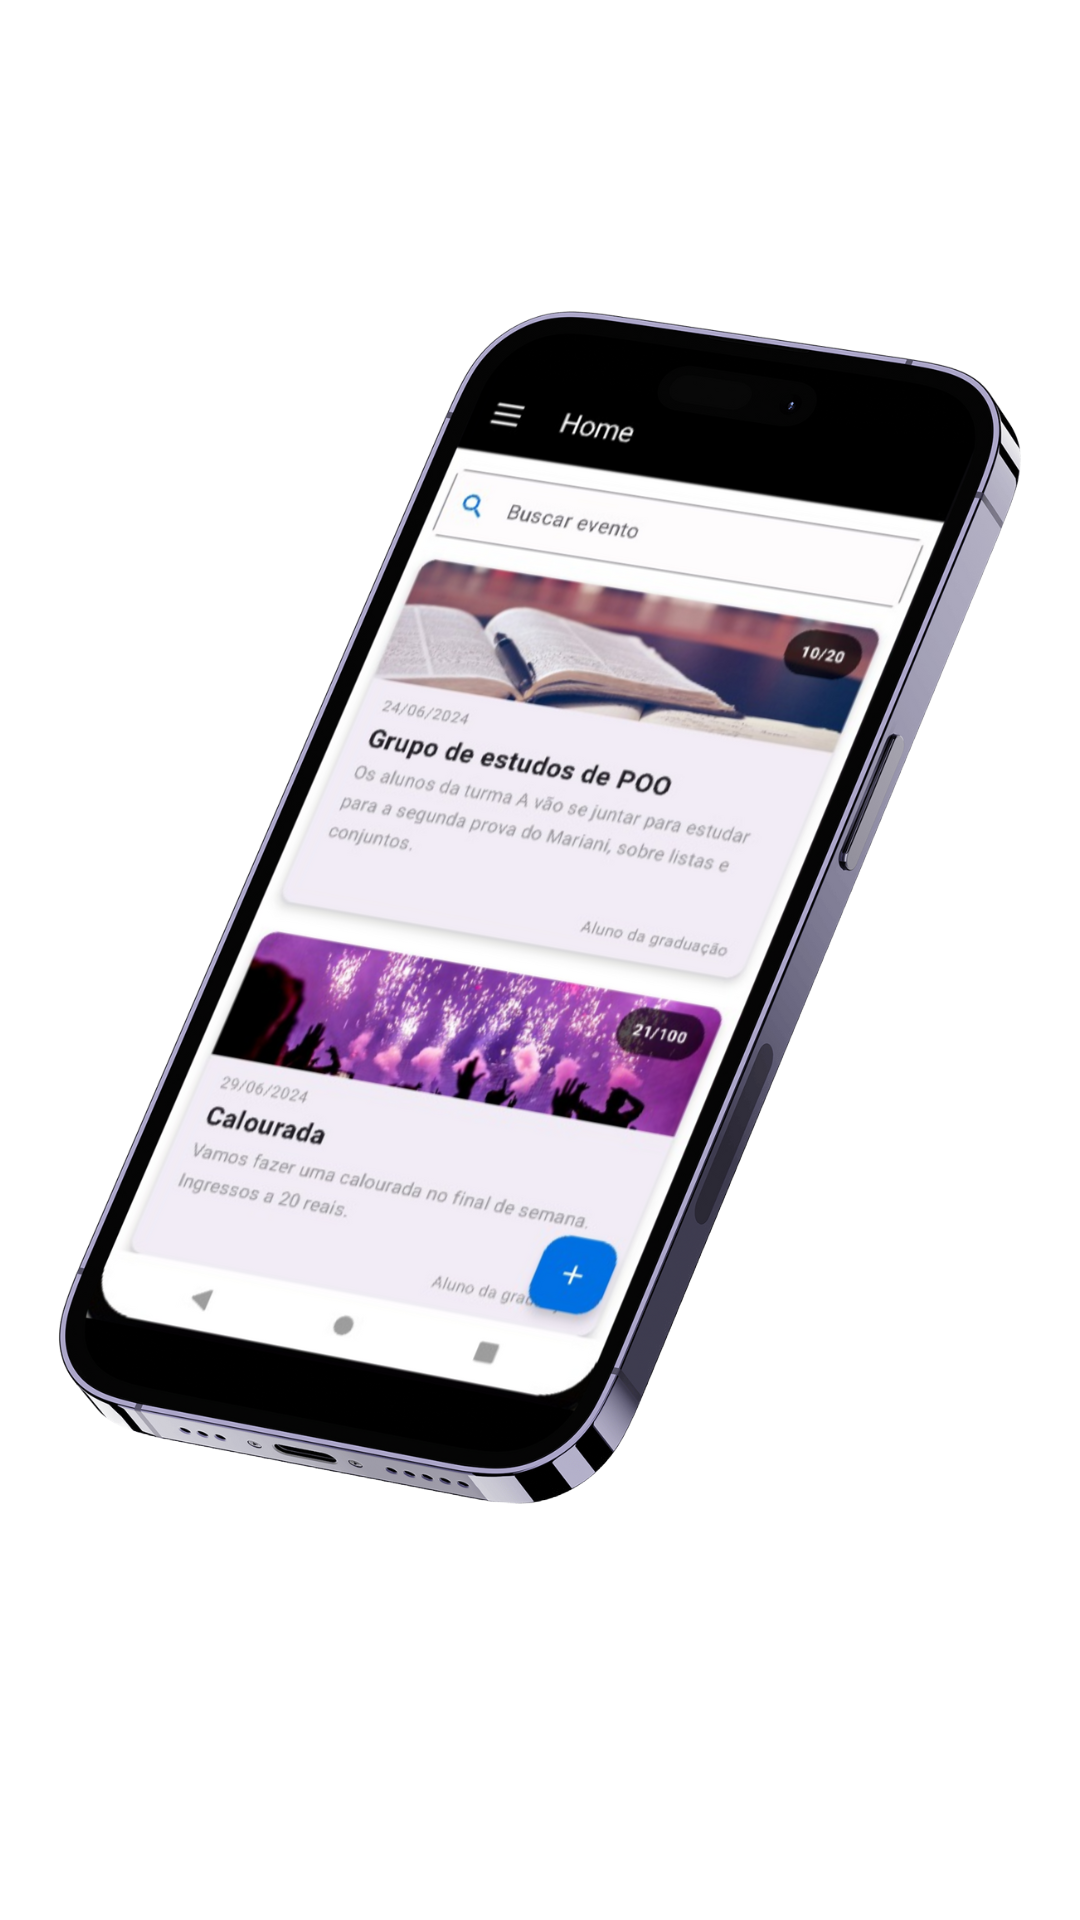 Home
Buscar evento
10/20
24/06/2024
Grupo de estudos de POO
Os alunos da turma A vão se juntar para estudar
para a segunda prova do Mariani, sobre listas e
conjuntos.
Aluno da graduação
21/100
29/06/2024
Calourada
Vamos fazer uma calourada no final de semana.
Ingressos a 20 reais.
Aluno da
+